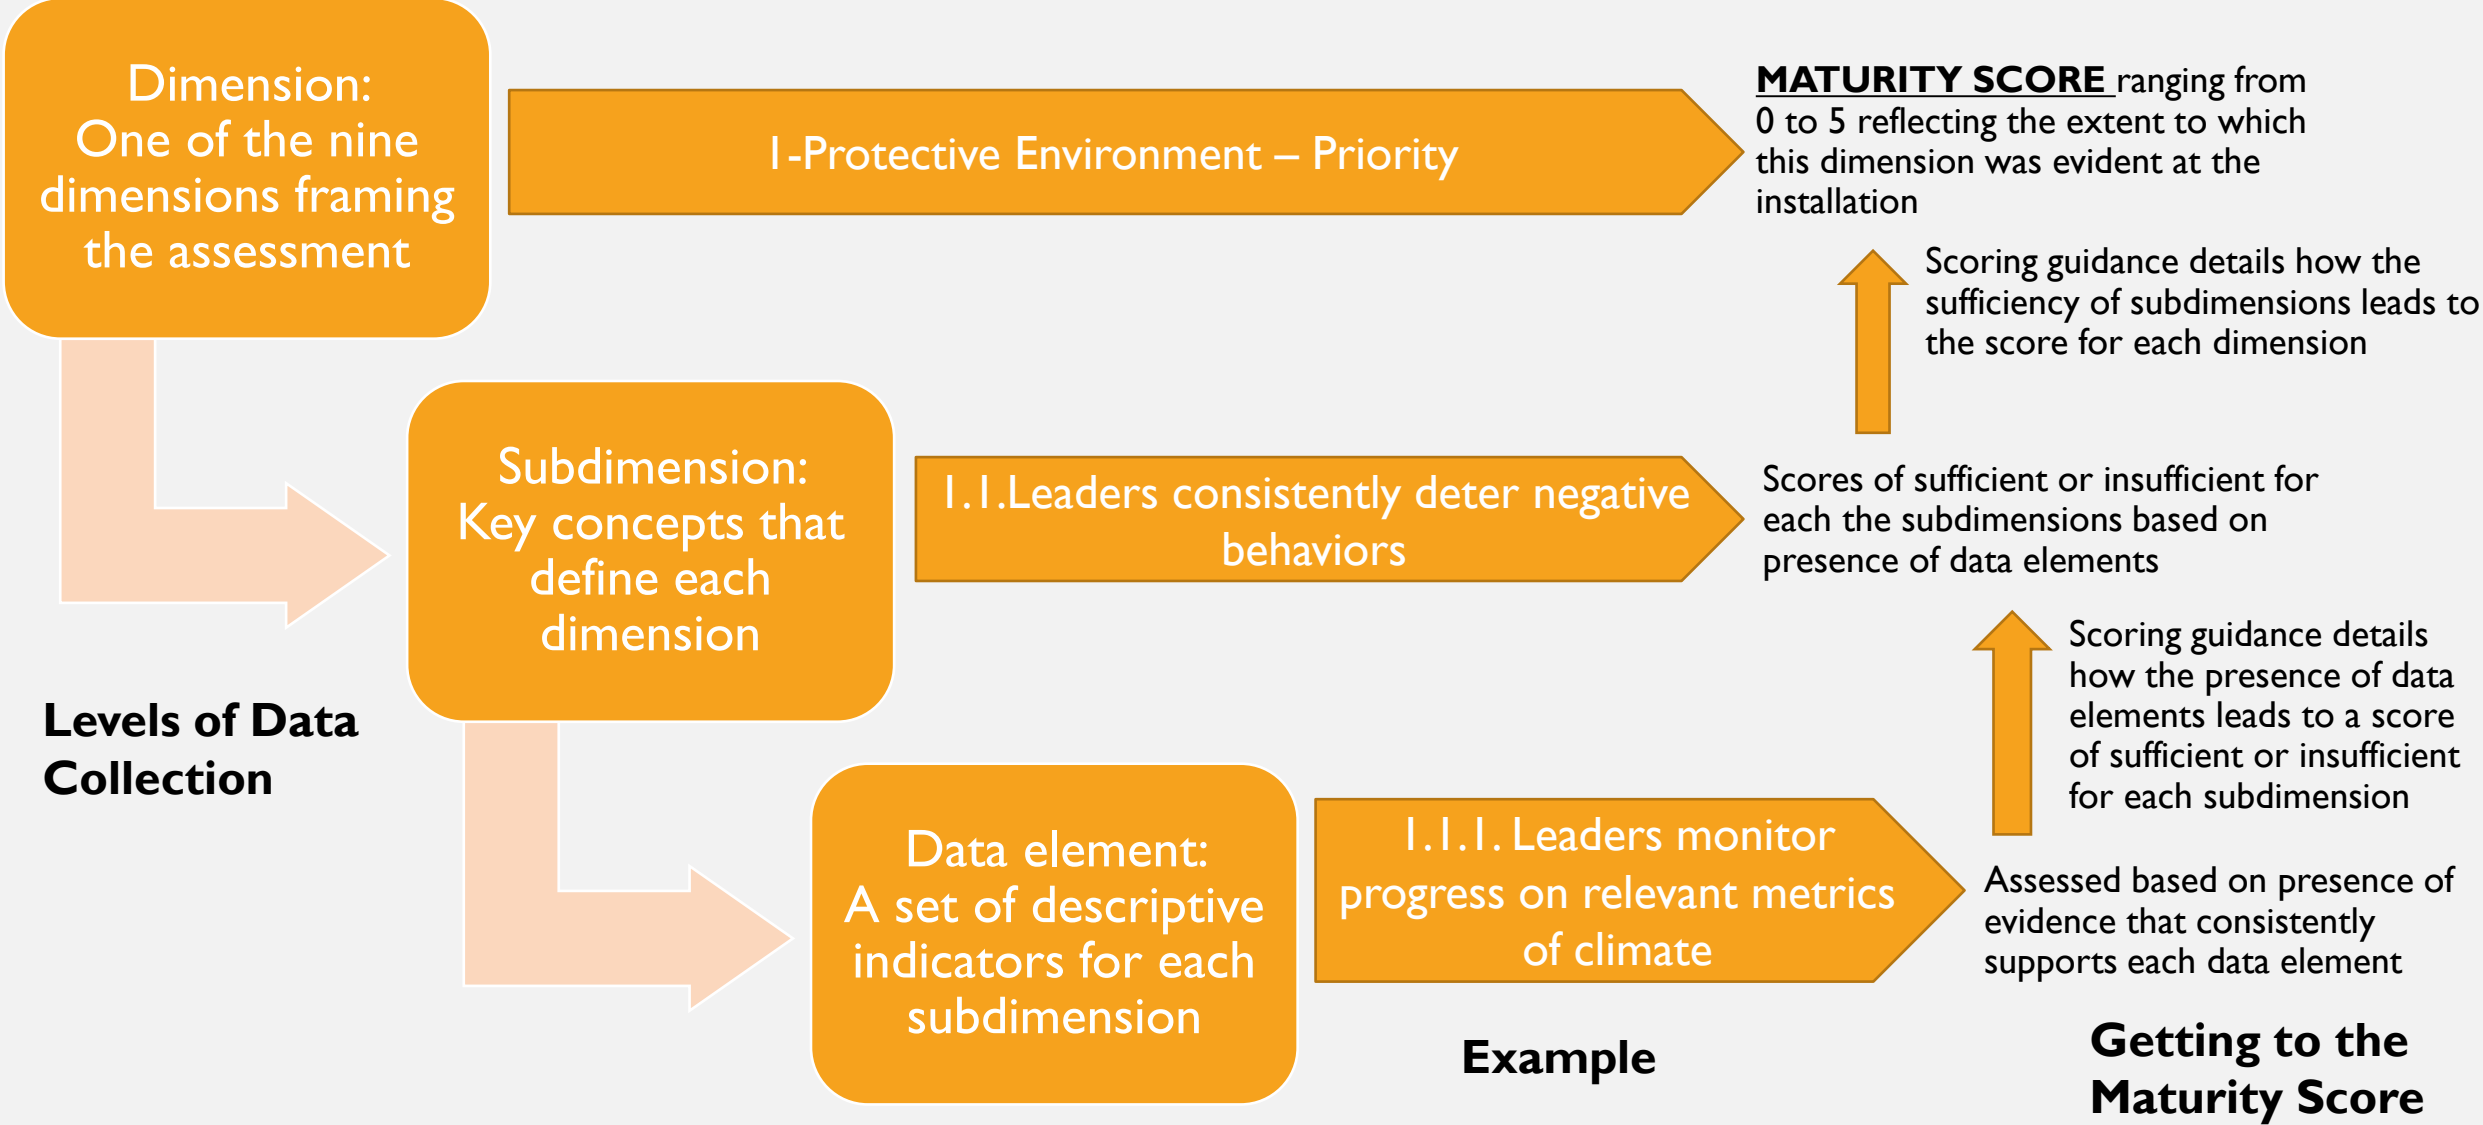 Dimension:
One of the nine
dimensions framing
the assessment
1-Protective Environment – Priority
MATURITY SCORE ranging from
0 to 5 reflecting the extent to which
this dimension was evident at the
installation
Scoring guidance details how the
sufficiency of subdimensions leads to
the score for each dimension
Subdimension:
Key concepts that
define each
dimension
1.1.Leaders consistently deter negative
behaviors
Scores of sufficient or insufficient for
each the subdimensions based on
presence of data elements
Scoring guidance details
how the presence of data
elements leads to a score
of sufficient or insufficient
for each subdimension
Levels of Data
Collection
Data element:
A set of descriptive
indicators for each
subdimension
1.1.1. Leaders monitor
progress on relevant metrics
of climate
Assessed based on presence of
evidence that consistently
supports each data element
Example
Getting to the
Maturity Score